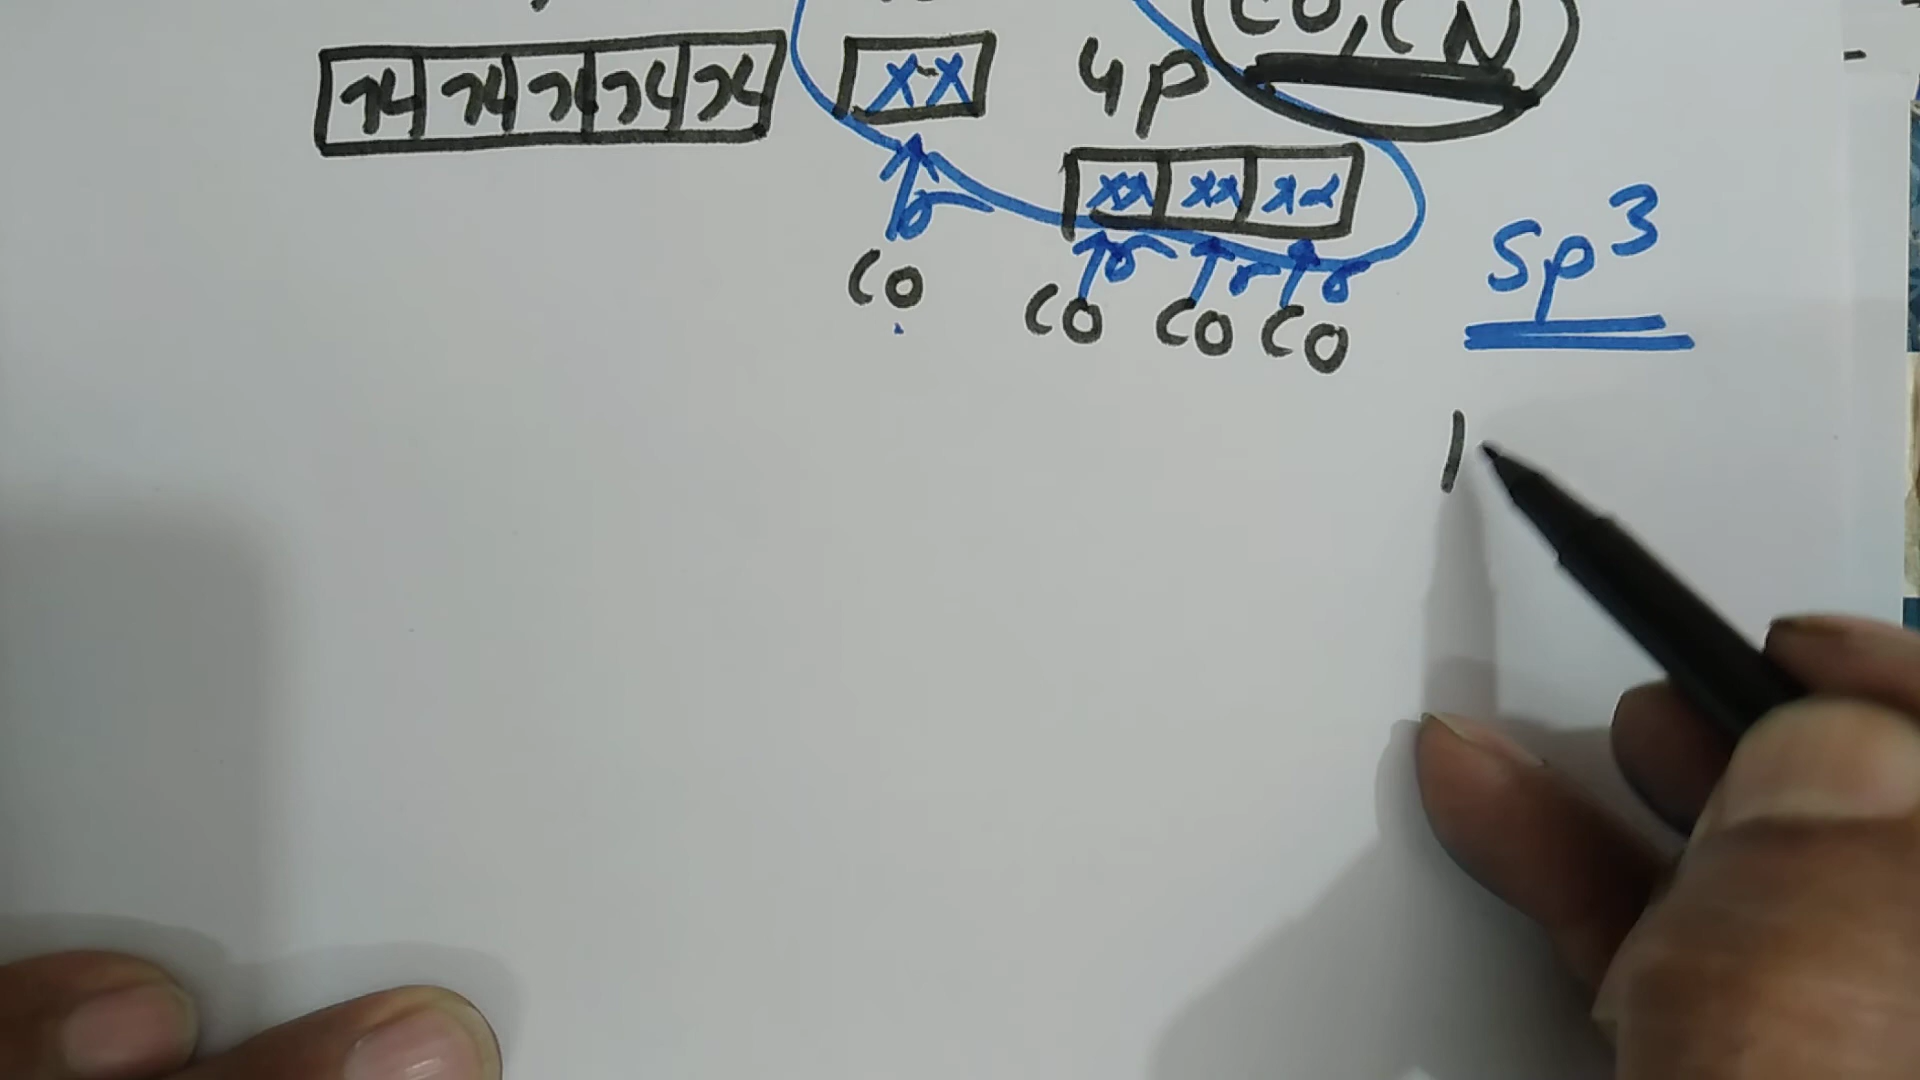 CO, CN
XX 4p
XX XX XX
CO CO CO CO
sp³